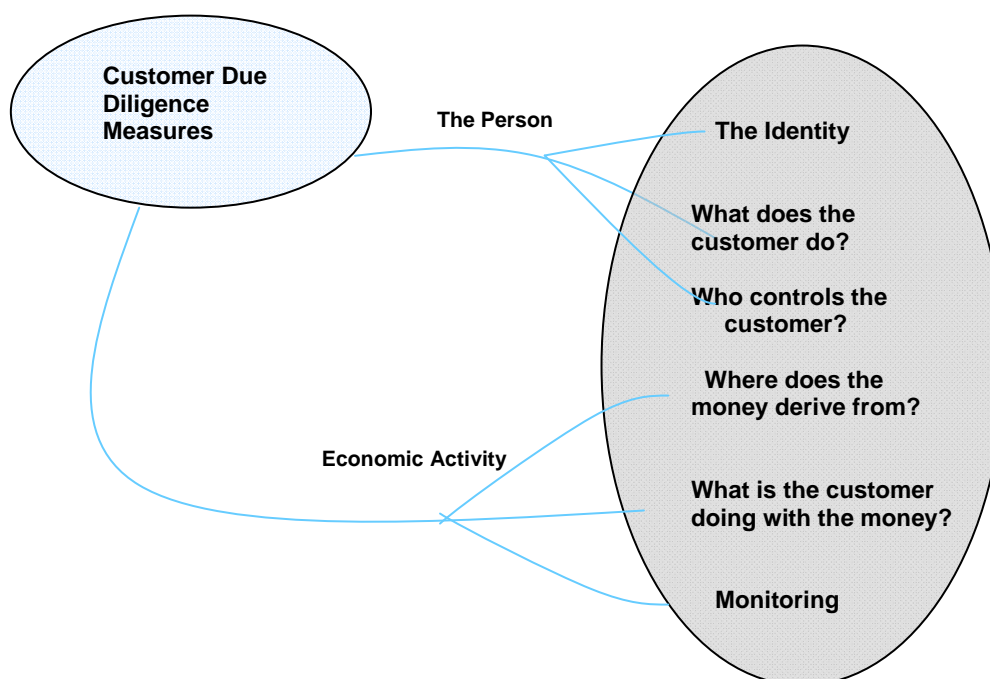 Customer Due
Diligence
Measures
The Person
The Identity
What does the
customer do?
Who controls the
customer?
Where does the
money derive from?
Economic Activity
What is the customer
doing with the money?
Monitoring